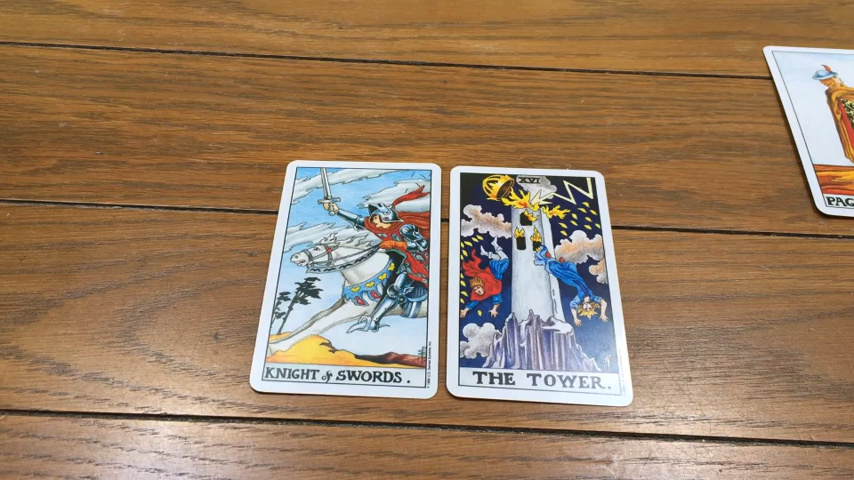 KNIGHT of SWORDS.
XVI
THE TOWER.
PAG